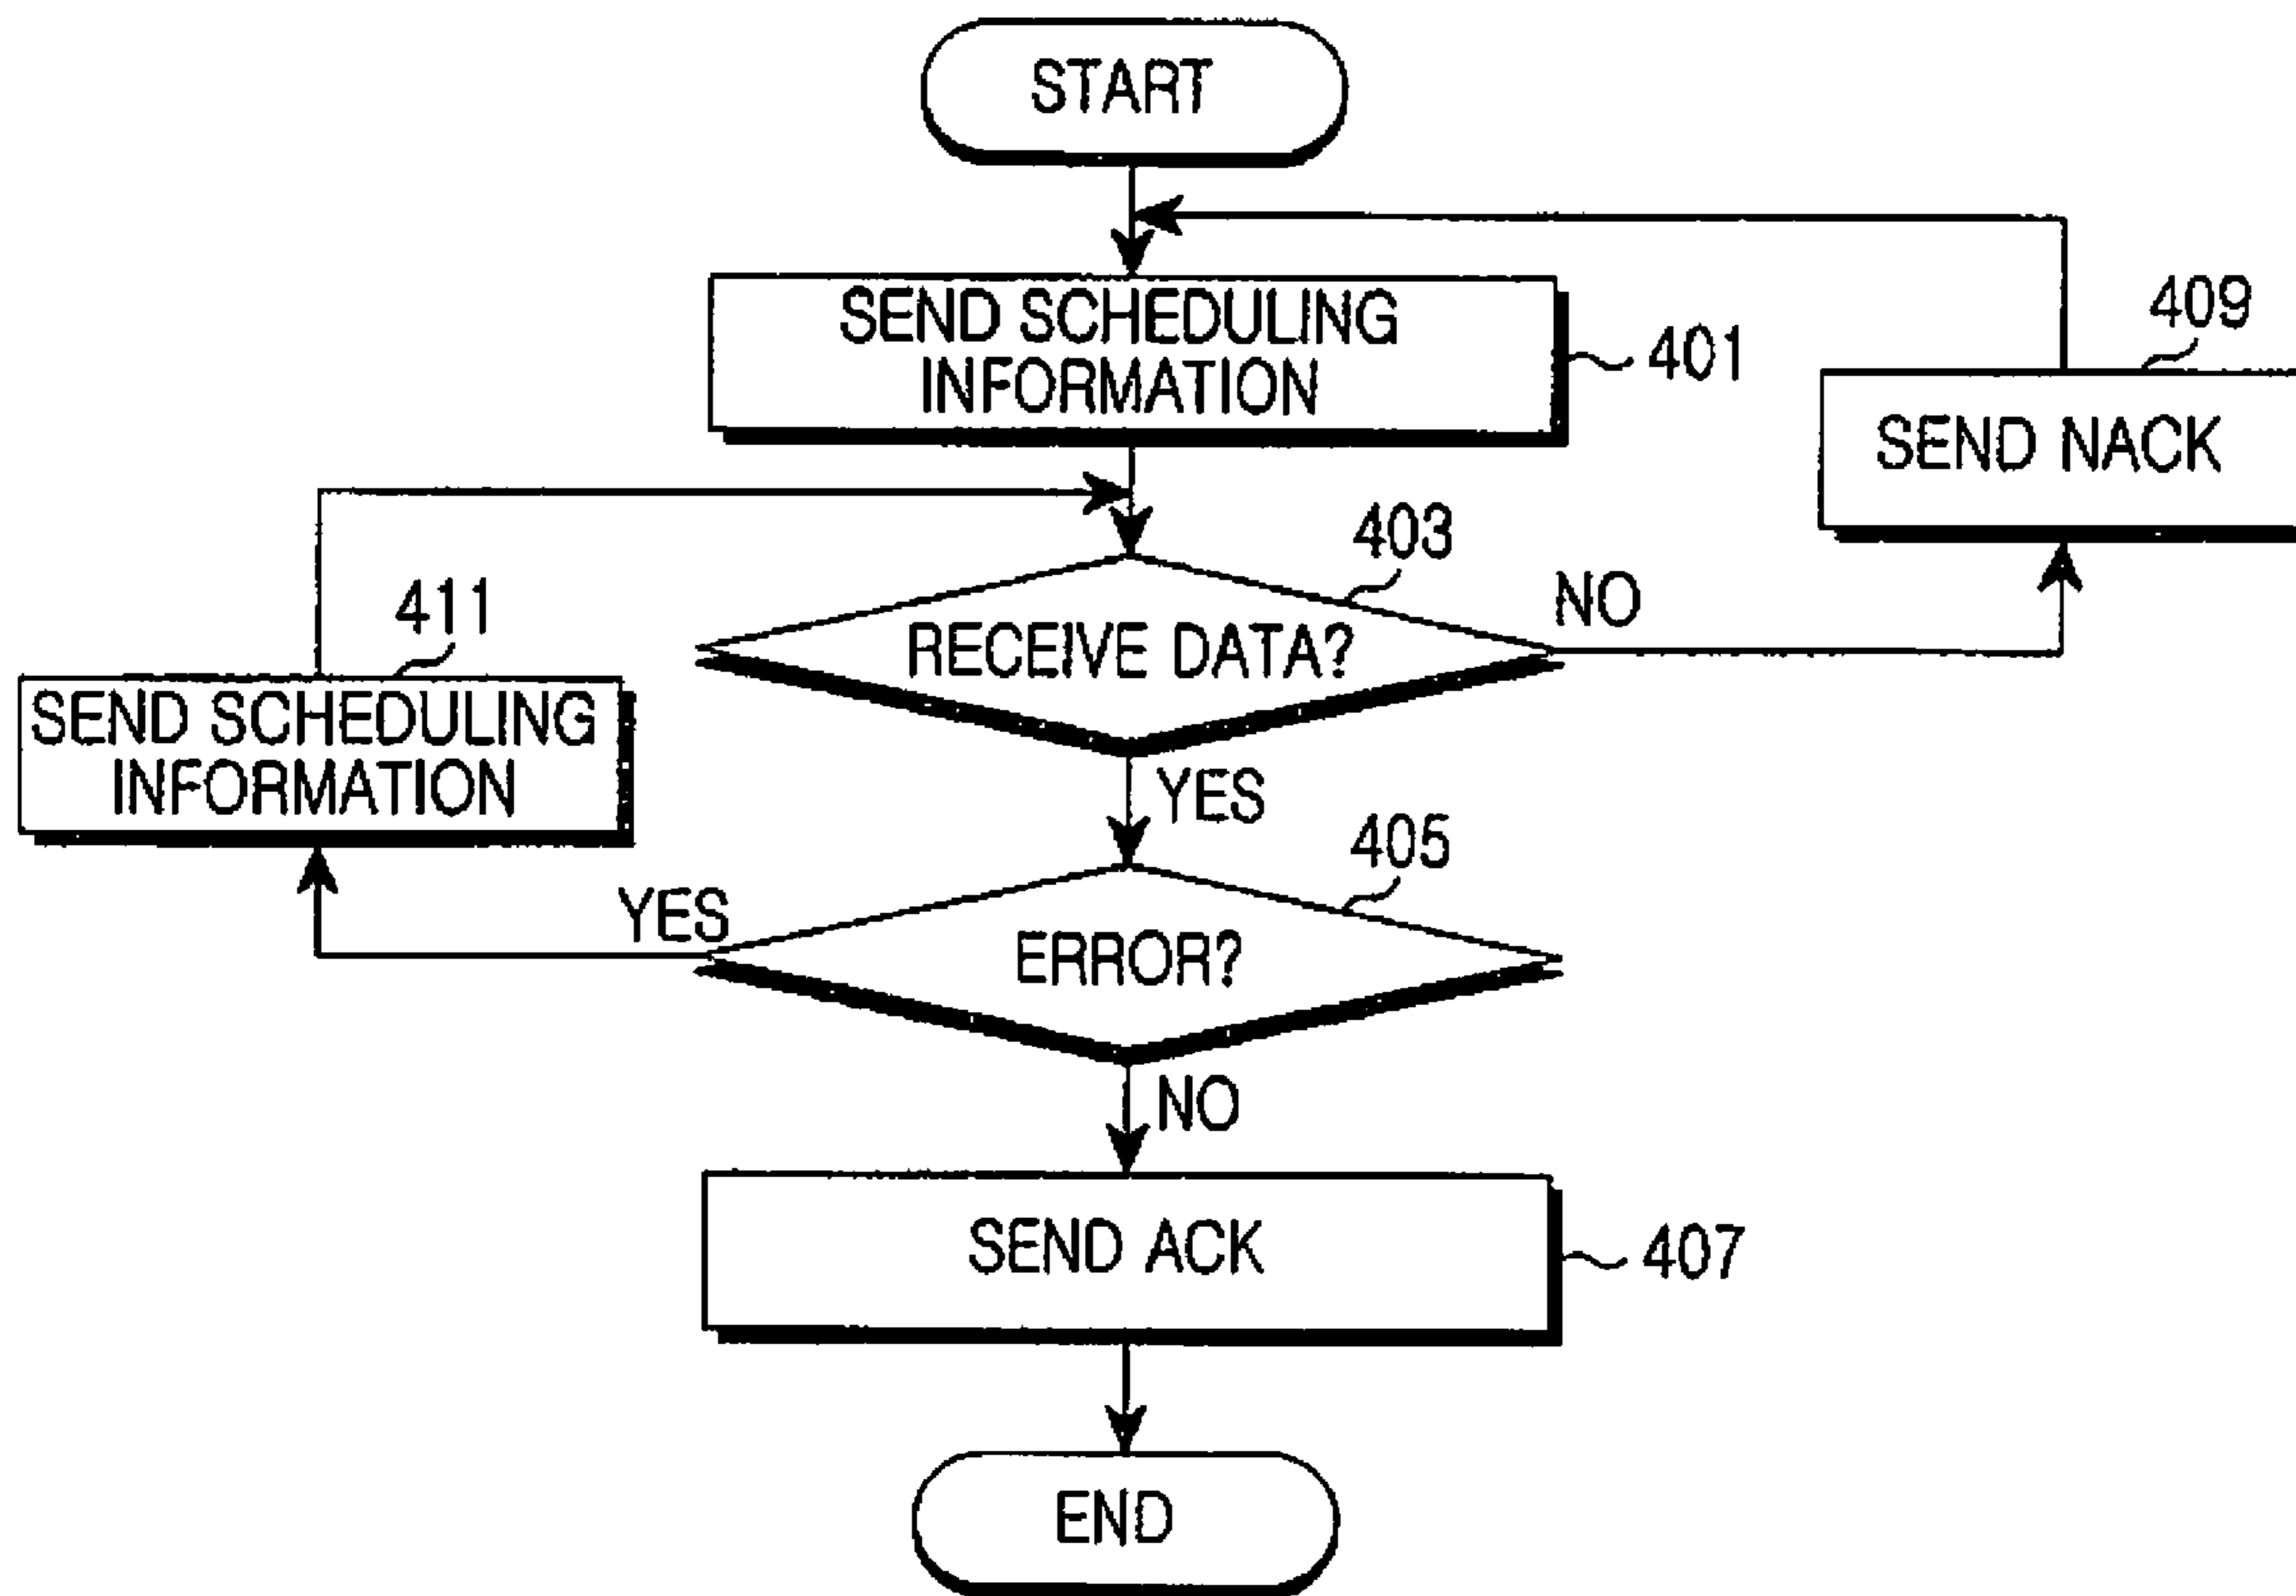 START
SEND SCHEDULING
INFORMATION
401
409
SEND NACK
403
RECEIVE DATA?
NO
411
SEND SCHEDULING
INFORMATION
YES
405
ERROR?
YES
NO
SEND ACK
407
END